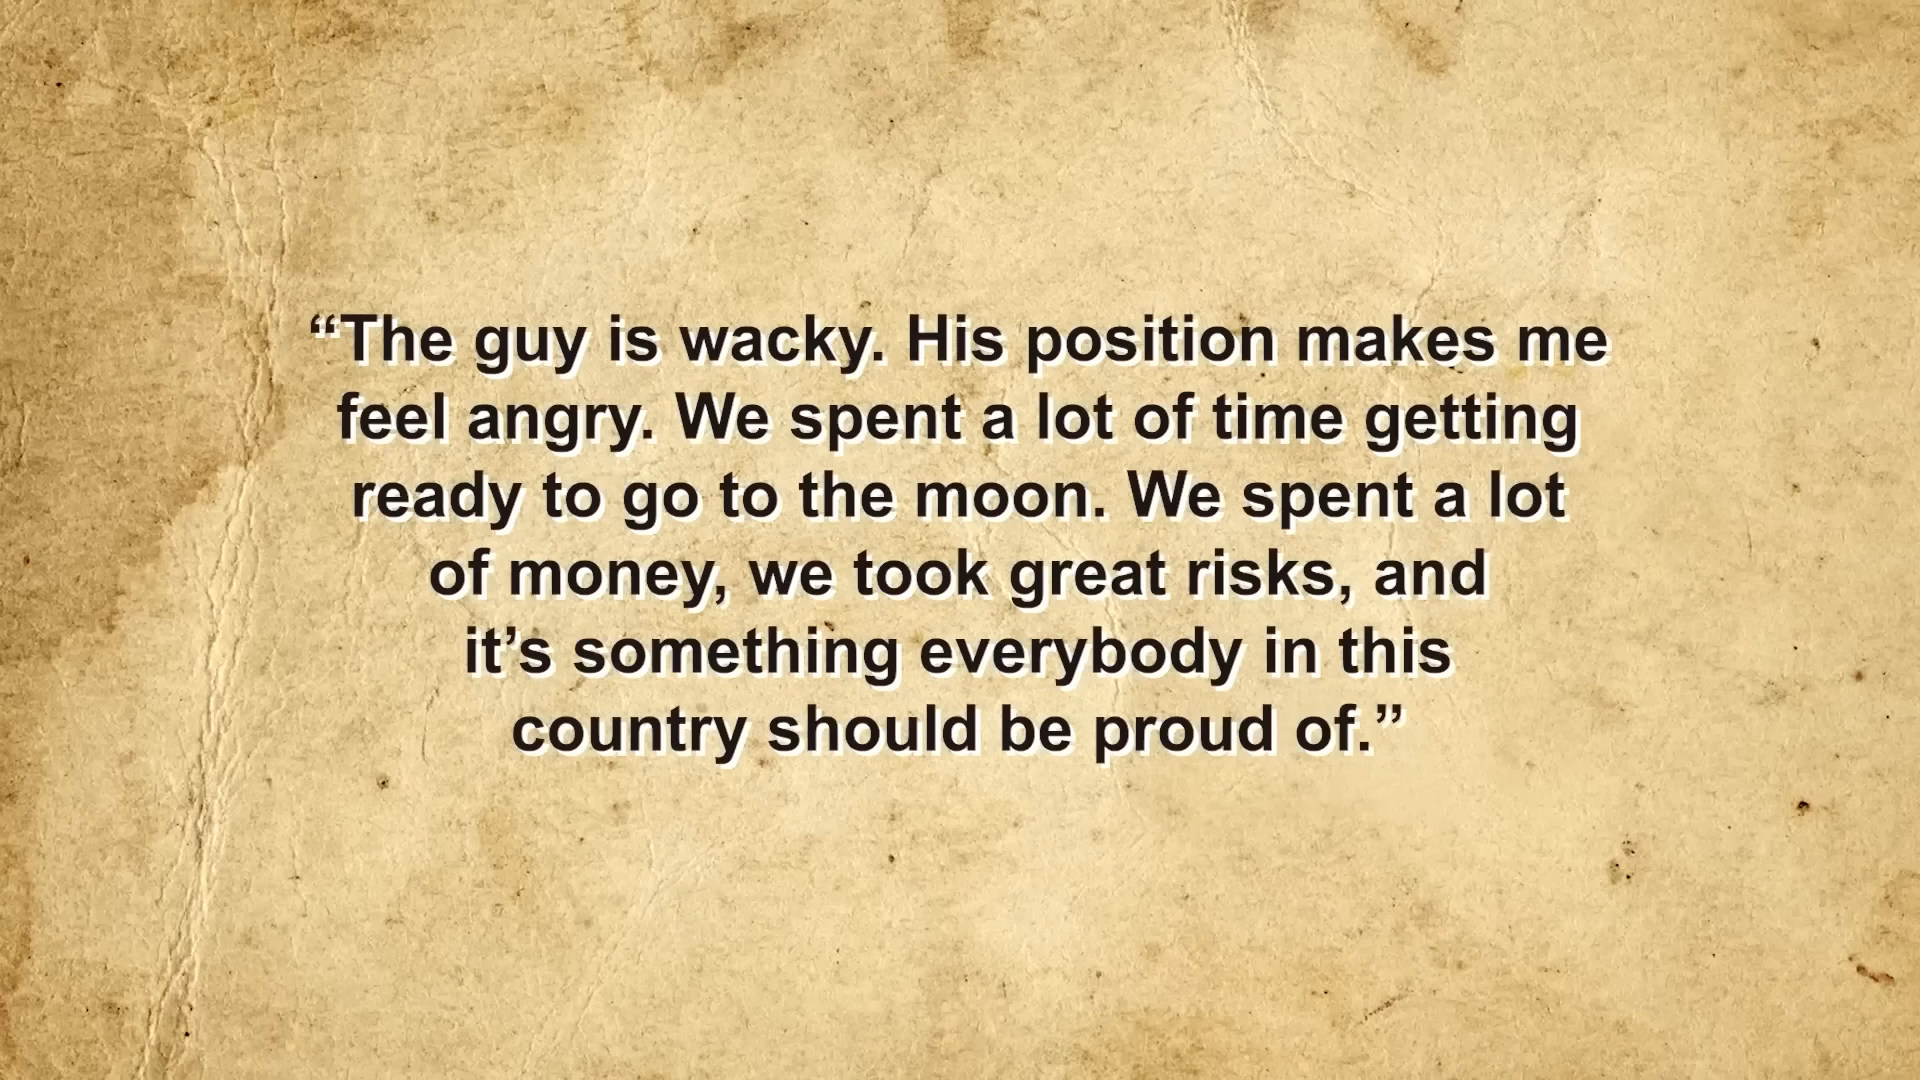 “The guy is wacky. His position makes me
feel angry. We spent a lot of time getting
ready to go to the moon. We spent a lot
of money, we took great risks, and
it’s something everybody in this
country should be proud of.”